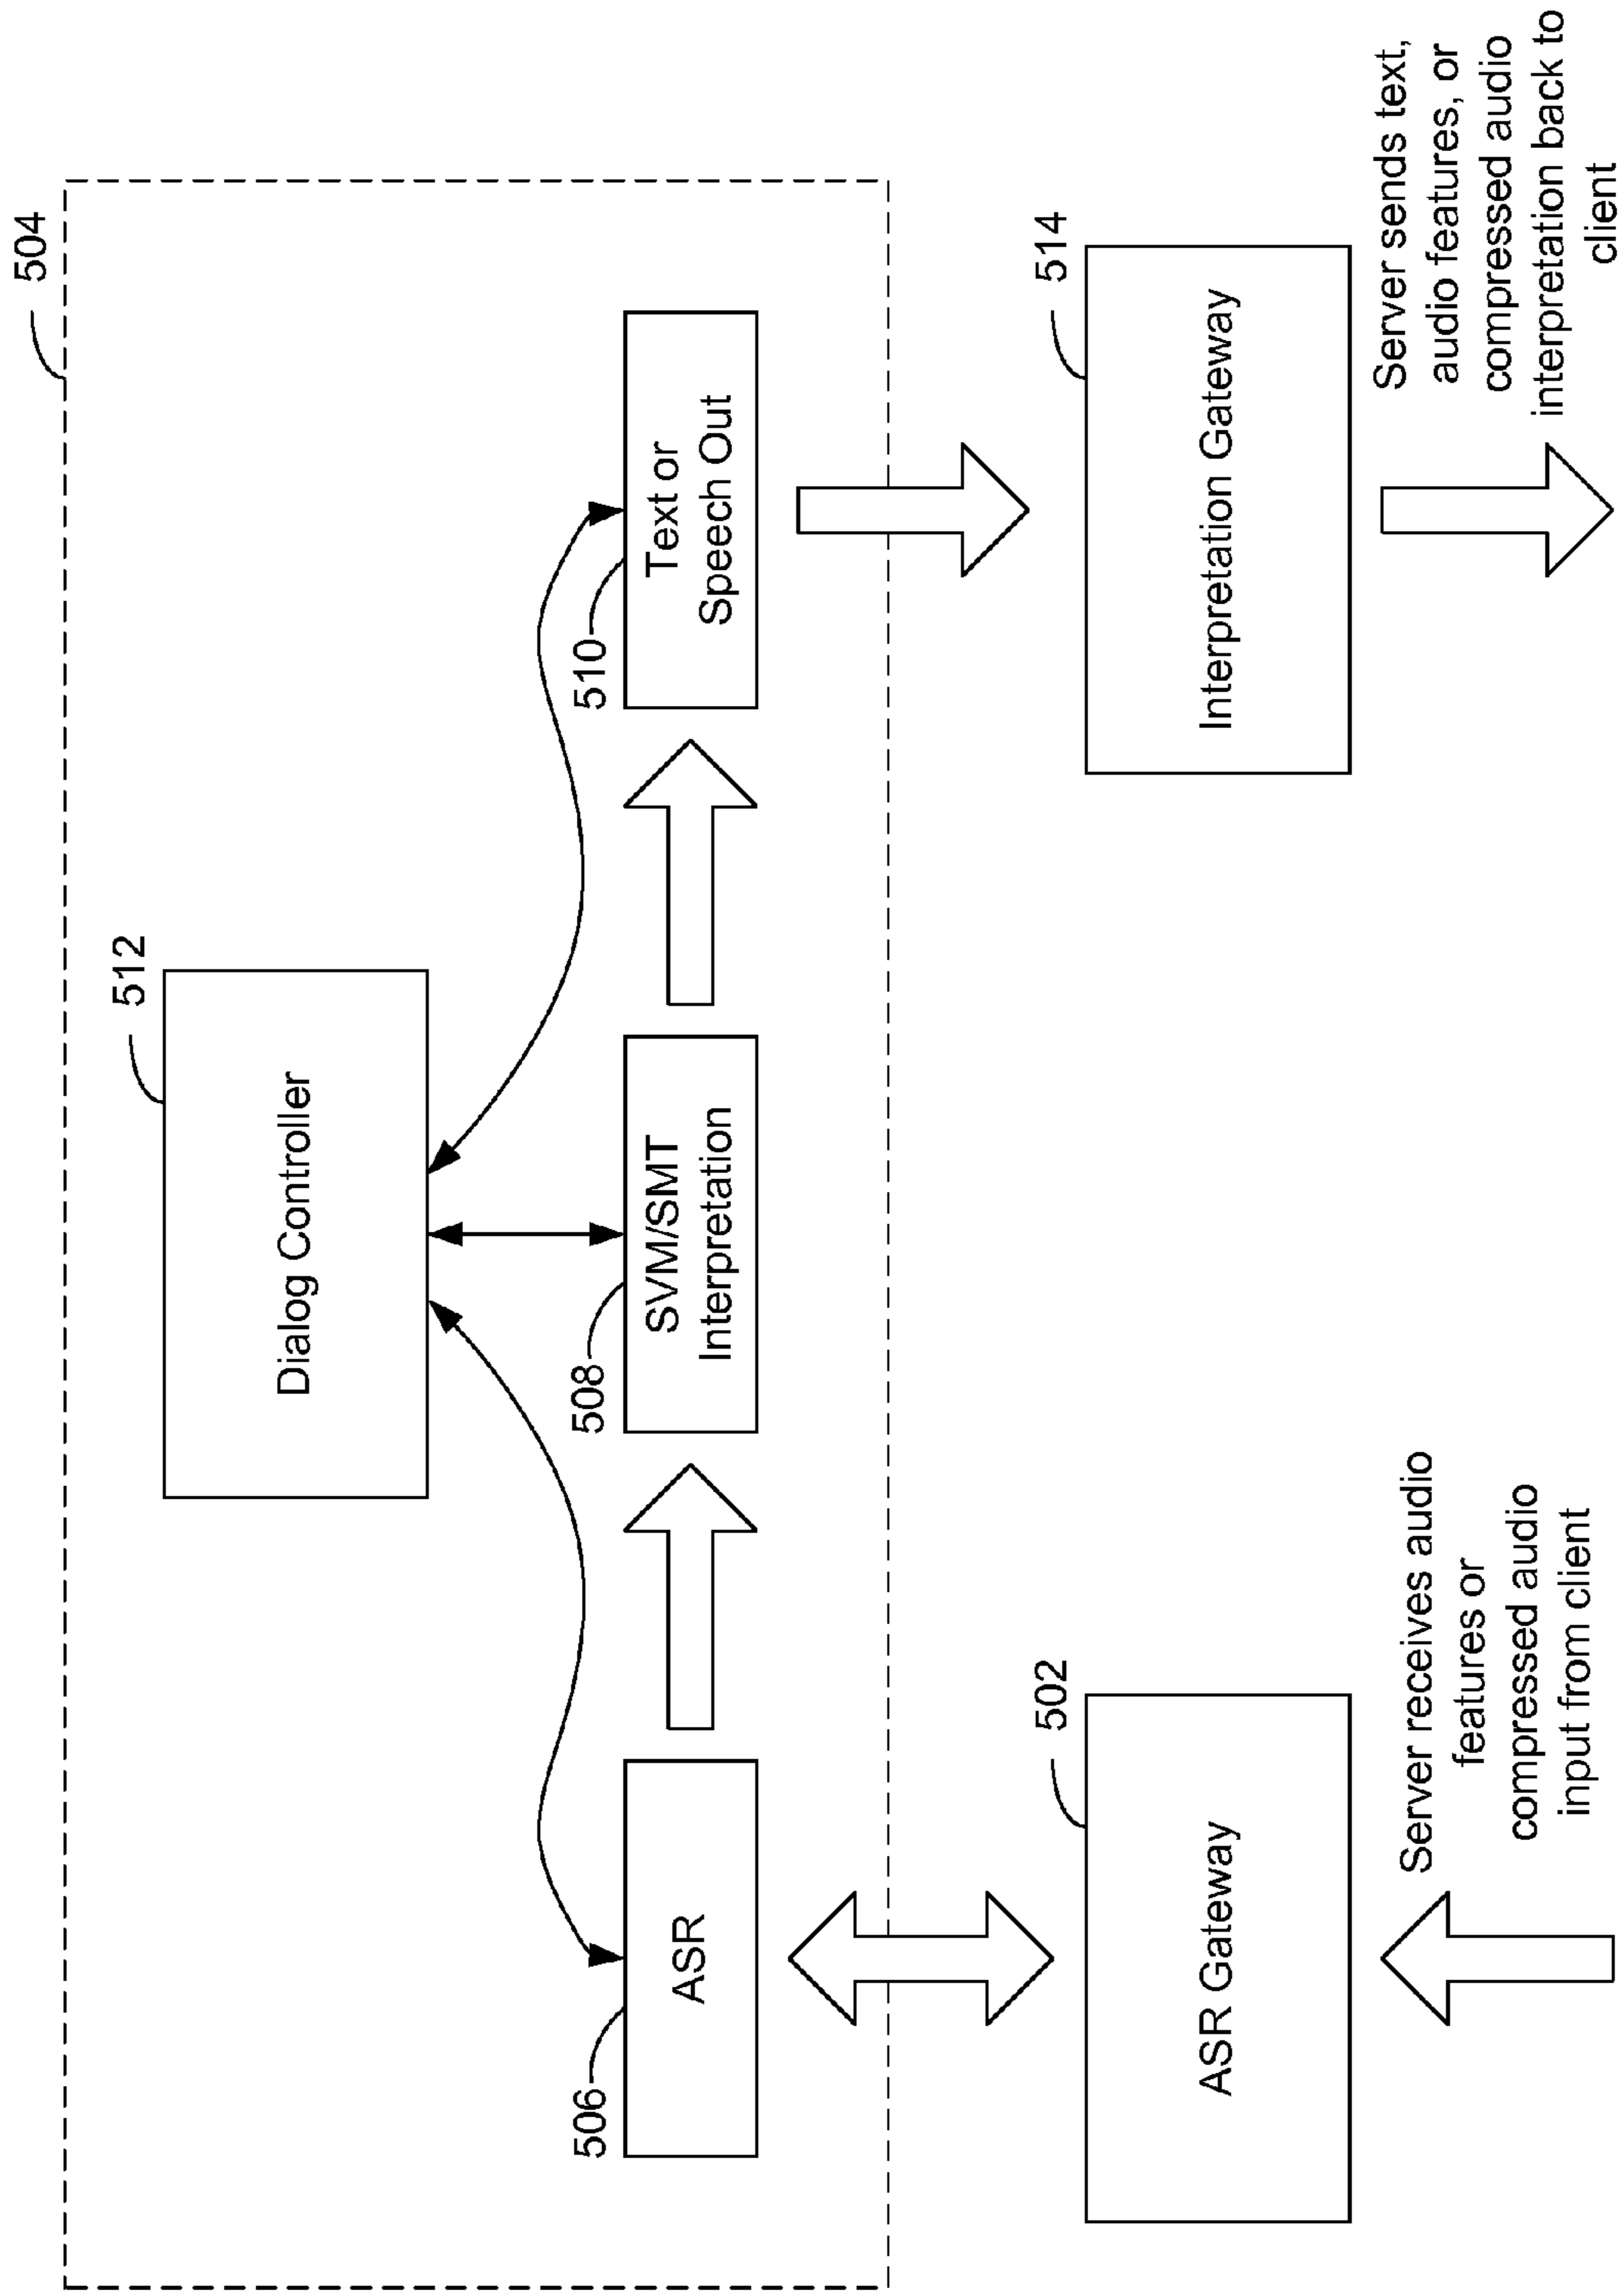 504
512
Dialog Controller
506
ASR
508
SVM/SMT
Interpretation
510
Text or
Speech Out
502
ASR Gateway
514
Interpretation Gateway
Server receives audio
features or
compressed audio
input from client
Server sends text,
audio features, or
compressed audio
interpretation back to
client